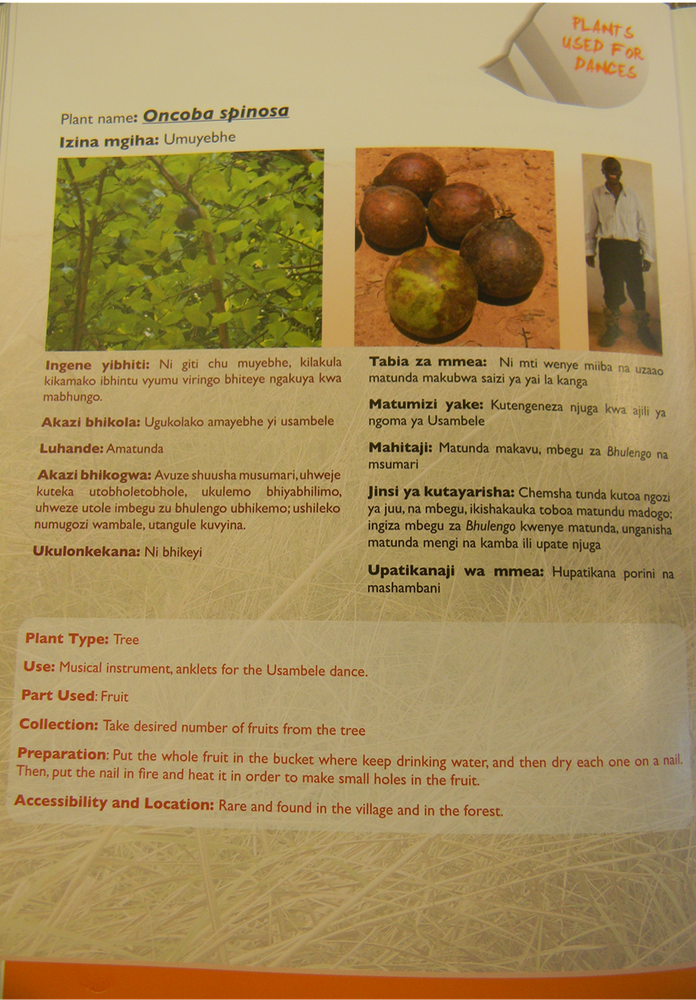 PLANTS
USED FOR
DANCES
Plant name: Oncoba spinosa
Izina mgiha: Umuyebhe
Ingene yibhiti: Ni giti chu muyebhe, kilakula
kikamako ibhintu vyumu viringo bhiteye ngakuya kwa
mabhungo.
Akazi bhikola: Ugukolako amayebhe yi usambele
Luhande: Amatunda
Akazi bhikogwa: Avuze shuusha musumari, uhweje
kuteka utobholetobhole, ukulemo bhiyabhilimo,
uhweze utole imbegu zu bhulengo ubhikemo; ushileko
numugozi wambale, utangule kuvyina.
Ukulonkekana: Ni bhikeyi
Tabia za mmea: Ni mti wenye miiba na uzaao
matunda makubwa saizi ya yai la kanga
Matumizi yake: Kutengeneza njuga kwa ajili ya
ngoma ya Usambele
Mahitaji: Matunda makavu, mbegu za Bhulengo na
msumari
Jinsi ya kutayarisha: Chemsha tunda kutoa ngozi
ya juu, na mbegu, ikishakauka toboa matundu madogo;
ingiza mbegu za Bhulengo kwenye matunda, unganisha
matunda mengi na kamba ili upate njuga
Upatikanaji wa mmea: Hupatikana porini na
mashambani
Plant Type: Tree
Use: Musical instrument, anklets for the Usambele dance.
Part Used: Fruit
Collection: Take desired number of fruits from the tree
Preparation: Put the whole fruit in the bucket where keep drinking water, and then dry each one on a nail.
Then, put the nail in fire and heat it in order to make small holes in the fruit.
Accessibility and Location: Rare and found in the village and in the forest.